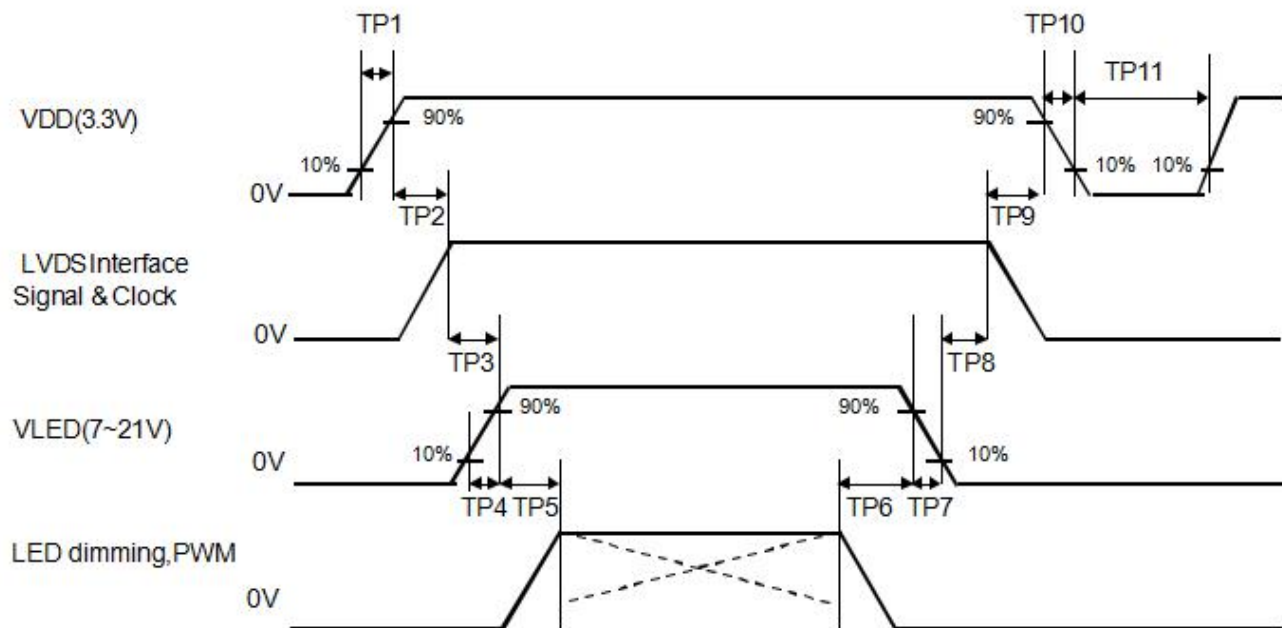 TP1
TP10
TP11
VDD(3.3V)
90%
90%
10%
10%
10%
0V
TP2
TP9
LVDS Interface
Signal & Clock
0V
TP3
TP8
VLED(7~21V)
90%
90%
10%
10%
0V
TP4
TP5
TP6
TP7
LED dimming,PWM
0V